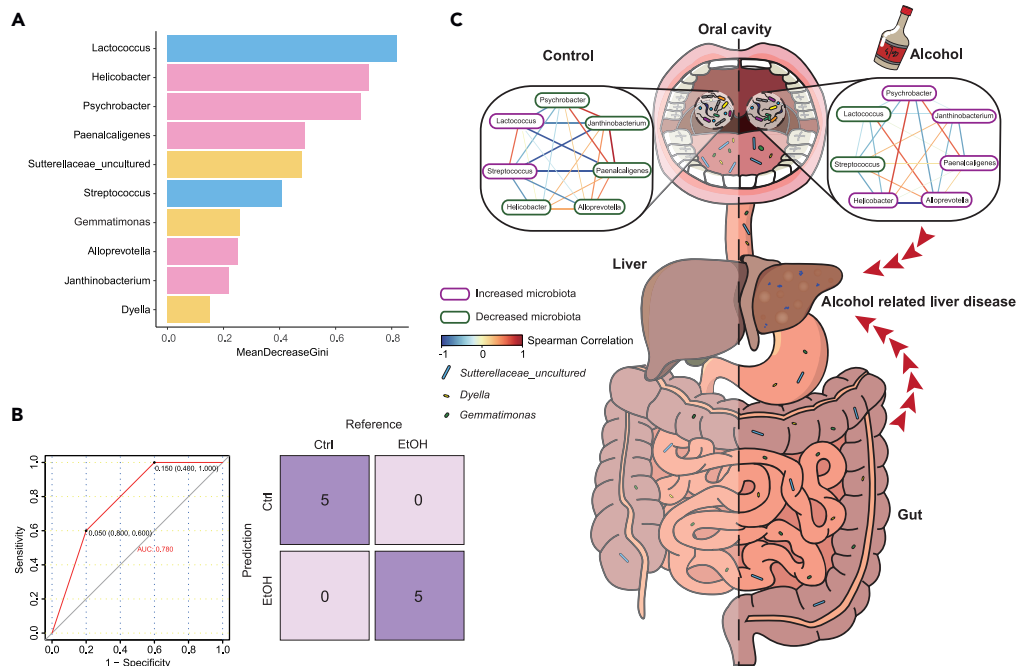 A
Lactococcus
Helicobacter
Psychrobacter
Paenalcaligenes
Sutterellaceae_uncultured
Streptococcus
Gemmatimonas
Alloprevotella
Janthinobacterium
Dyella
0.0 0.2 0.4 0.6 0.8
MeanDecreaseGini
B
Sensitivity
0.0 0.2 0.4 0.6 0.8 1.0
0.150 (0.400, 1.000)
0.050 (0.800, 0.600)
AUC: 0.780
0.0 0.2 0.4 0.6 0.8 1.0
1 − Specificity
Reference
Ctrl EtOH
Prediction
Ctrl
EtOH
5 0
0 5
C
Oral cavity
Control
Alcohol
Psychrobacter
Lactococcus
Janthinobacterium
Streptococcus
Paenalcaligenes
Helicobacter
Alloprevotella
Psychrobacter
Lactococcus
Janthinobacterium
Streptococcus
Paenalcaligenes
Helicobacter
Alloprevotella
Liver
Alcohol related liver disease
Increased microbiota
Decreased microbiota
Spearman Correlation
-1 0 1
Sutterellaceae_uncultured
Dyella
Gemmatimonas
Gut